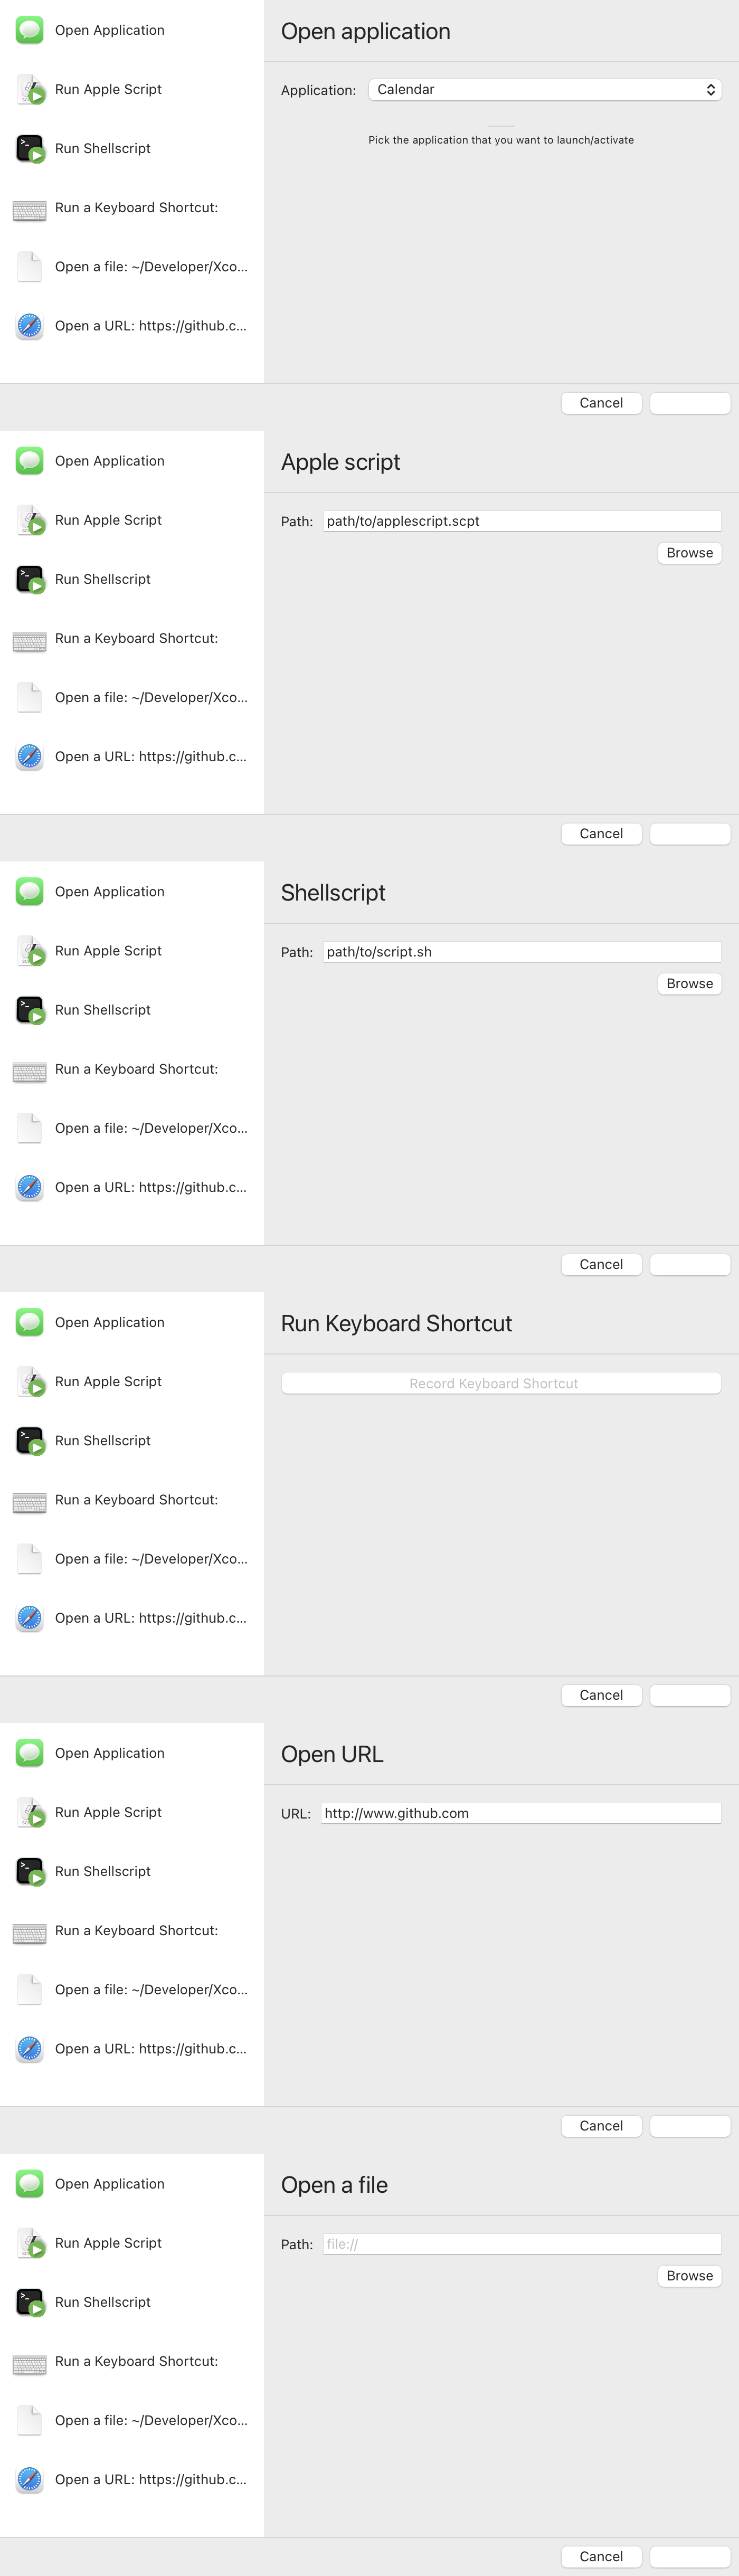 Open Application
Run Apple Script
Run Shellscript
Run a Keyboard Shortcut:
Open a file: ~/Developer/Xco...
Open a URL: https://github.c...
Open application
Application: Calendar
Pick the application that you want to launch/activate
Cancel
Open Application
Run Apple Script
Run Shellscript
Run a Keyboard Shortcut:
Open a file: ~/Developer/Xco...
Open a URL: https://github.c...
Apple script
Path: path/to/applescript.scpt
Browse
Cancel
Open Application
Run Apple Script
Run Shellscript
Run a Keyboard Shortcut:
Open a file: ~/Developer/Xco...
Open a URL: https://github.c...
Shellscript
Path: path/to/script.sh
Browse
Cancel
Open Application
Run Apple Script
Run Shellscript
Run a Keyboard Shortcut:
Open a file: ~/Developer/Xco...
Open a URL: https://github.c...
Run Keyboard Shortcut
Record Keyboard Shortcut
Cancel
Open Application
Run Apple Script
Run Shellscript
Run a Keyboard Shortcut:
Open a file: ~/Developer/Xco...
Open a URL: https://github.c...
Open URL
URL: http://www.github.com
Cancel
Open Application
Run Apple Script
Run Shellscript
Run a Keyboard Shortcut:
Open a file: ~/Developer/Xco...
Open a URL: https://github.c...
Open a file
Path: file://
Browse
Cancel